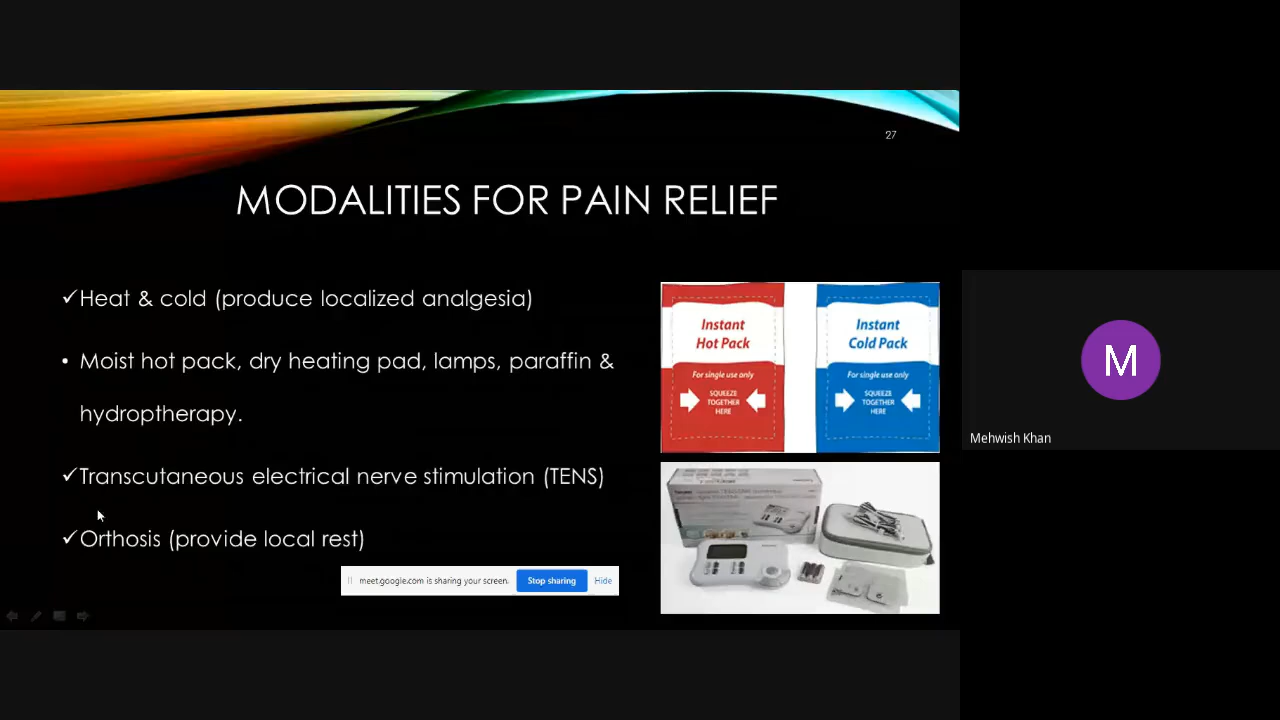 27
MODALITIES FOR PAIN RELIEF
✓Heat & cold (produce localized analgesia)
• Moist hot pack, dry heating pad, lamps, paraffin &
hydroptherapy.
✓Transcutaneous electrical nerve stimulation (TENS)
✓Orthosis (provide local rest)
Instant
Hot Pack
For single use only
SQUEEZE
TOGETHER
HERE
Instant
Cold Pack
For single use only
SQUEEZE
TOGETHER
HERE
meet.google.com is sharing your screen.
Stop sharing
Hide
M
Mehwish Khan